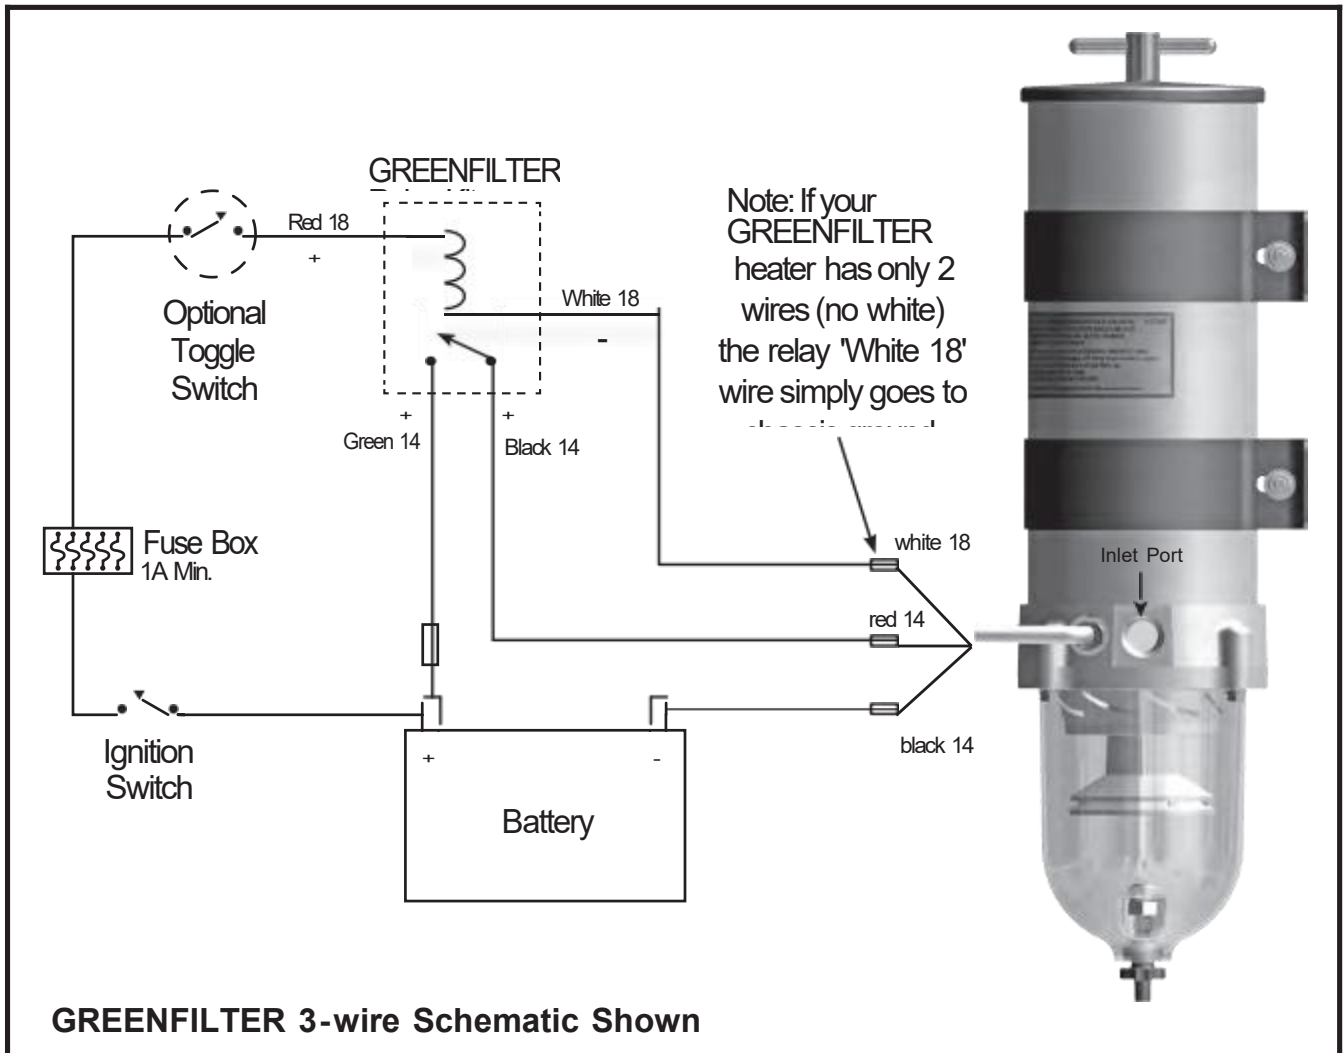 GREENFILTER
Red 18
+
Optional
Toggle
Switch
White 18
-
Note: If your
GREENFILTER
heater has only 2
wires (no white)
the relay 'White 18'
wire simply goes to
chassis ground
+
+
Green 14
Black 14
Fuse Box
1A Min.
white 18
Inlet Port
red 14
black 14
Ignition
Switch
+
-
Battery
GREENFILTER 3-wire Schematic Shown